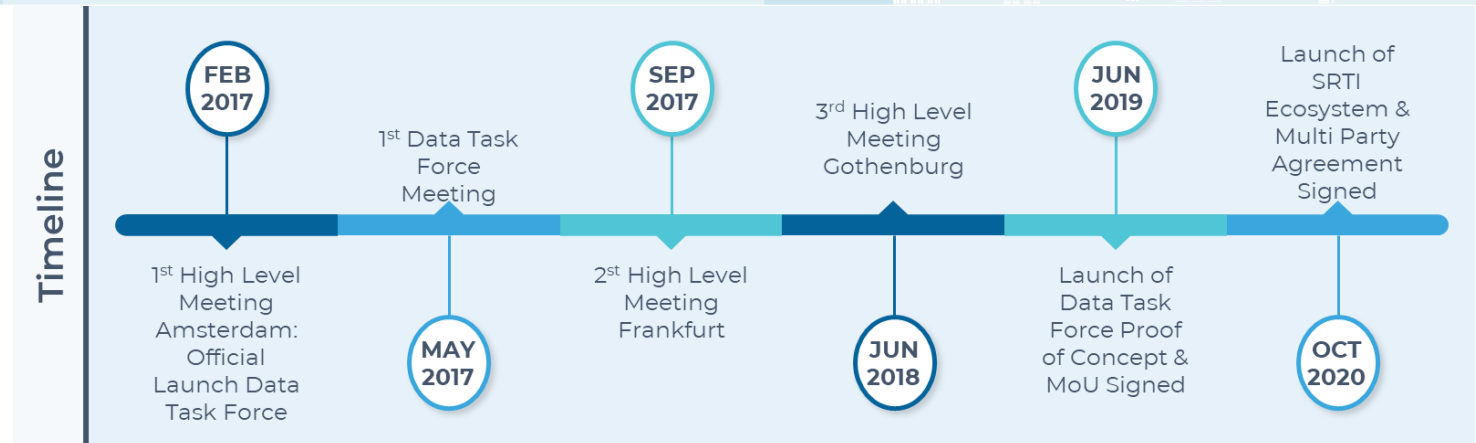 Timeline
FEB
2017
1st High Level
Meeting
Amsterdam:
Official
Launch Data
Task Force
1st Data Task
Force
Meeting
MAY
2017
SEP
2017
2st High Level
Meeting
Frankfurt
3rd High Level
Meeting
Gothenburg
JUN
2018
JUN
2019
Launch of
Data Task
Force Proof
of Concept &
MoU Signed
Launch of
SRTI
Ecosystem &
Multi Party
Agreement
Signed
OCT
2020